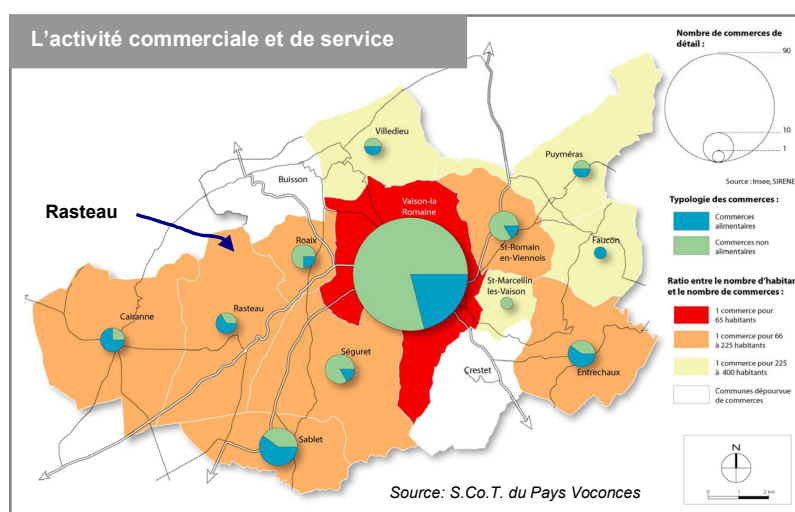 L'activité commerciale et de service
Nombre de commerces de
détail :
90
10
1
Source : Insee, SIRENE
Typologie des commerces :
Commerces
alimentaires
Commerces non
alimentaires
Ratio entre le nombre d'habitan
et le nombre de commerces :
1 commerce pour
65 habitants
1 commerce pour 66
à 225 habitants
1 commerce pour 225
à 400 habitants
Communes dépourvue
de commerces
N
0 1 2 km
Villedieu
Puyméras
Buisson
Vaison-la
Romaine
Rasteau
Roaix
St-Romain
en-Viennois
Faucon
St-Marcellin
les-Vaison
Cairanne
Rasteau
Séguret
Crestet
Entrechaux
Sablet
Source: S.Co.T. du Pays Voconces